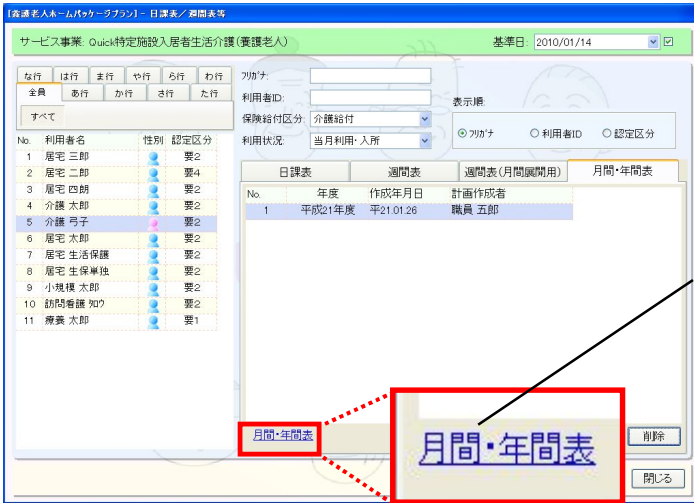 [養護老人ホームパッケージプラン] - 日課表／週間表等
サービス事業: Quick特定施設入居者生活介護(養護老人)
基準日: 2010/01/14
な行 は行 ま行 や行 ら行 わ行
全員 あ行 か行 さ行 た行
すべて
ﾌﾘｶﾞﾅ:
利用者ID:
保険給付区分: 介護給付
利用状況: 当月利用・入所
表示順:
ﾌﾘｶﾞﾅ 利用者ID 認定区分
No. 利用者名 性別 認定区分
1 居宅 三郎 要2
2 居宅 二郎 要4
3 居宅 四朗 要2
4 介護 太郎 要2
5 介護 弓子 要2
6 居宅 太郎 要2
7 居宅 生活保護 要2
8 居宅 生保単独 要2
9 小規模 太郎 要2
10 訪問看護 ﾀﾛｳ 要2
11 療養 太郎 要1
日課表 週間表 週間表(月間展開用) 月間・年間表
No. 年度 作成年月日 計画作成者
1 平成21年度 平21.01.26 職員 五郎
月間・年間表
月間・年間表
削除
閉じる